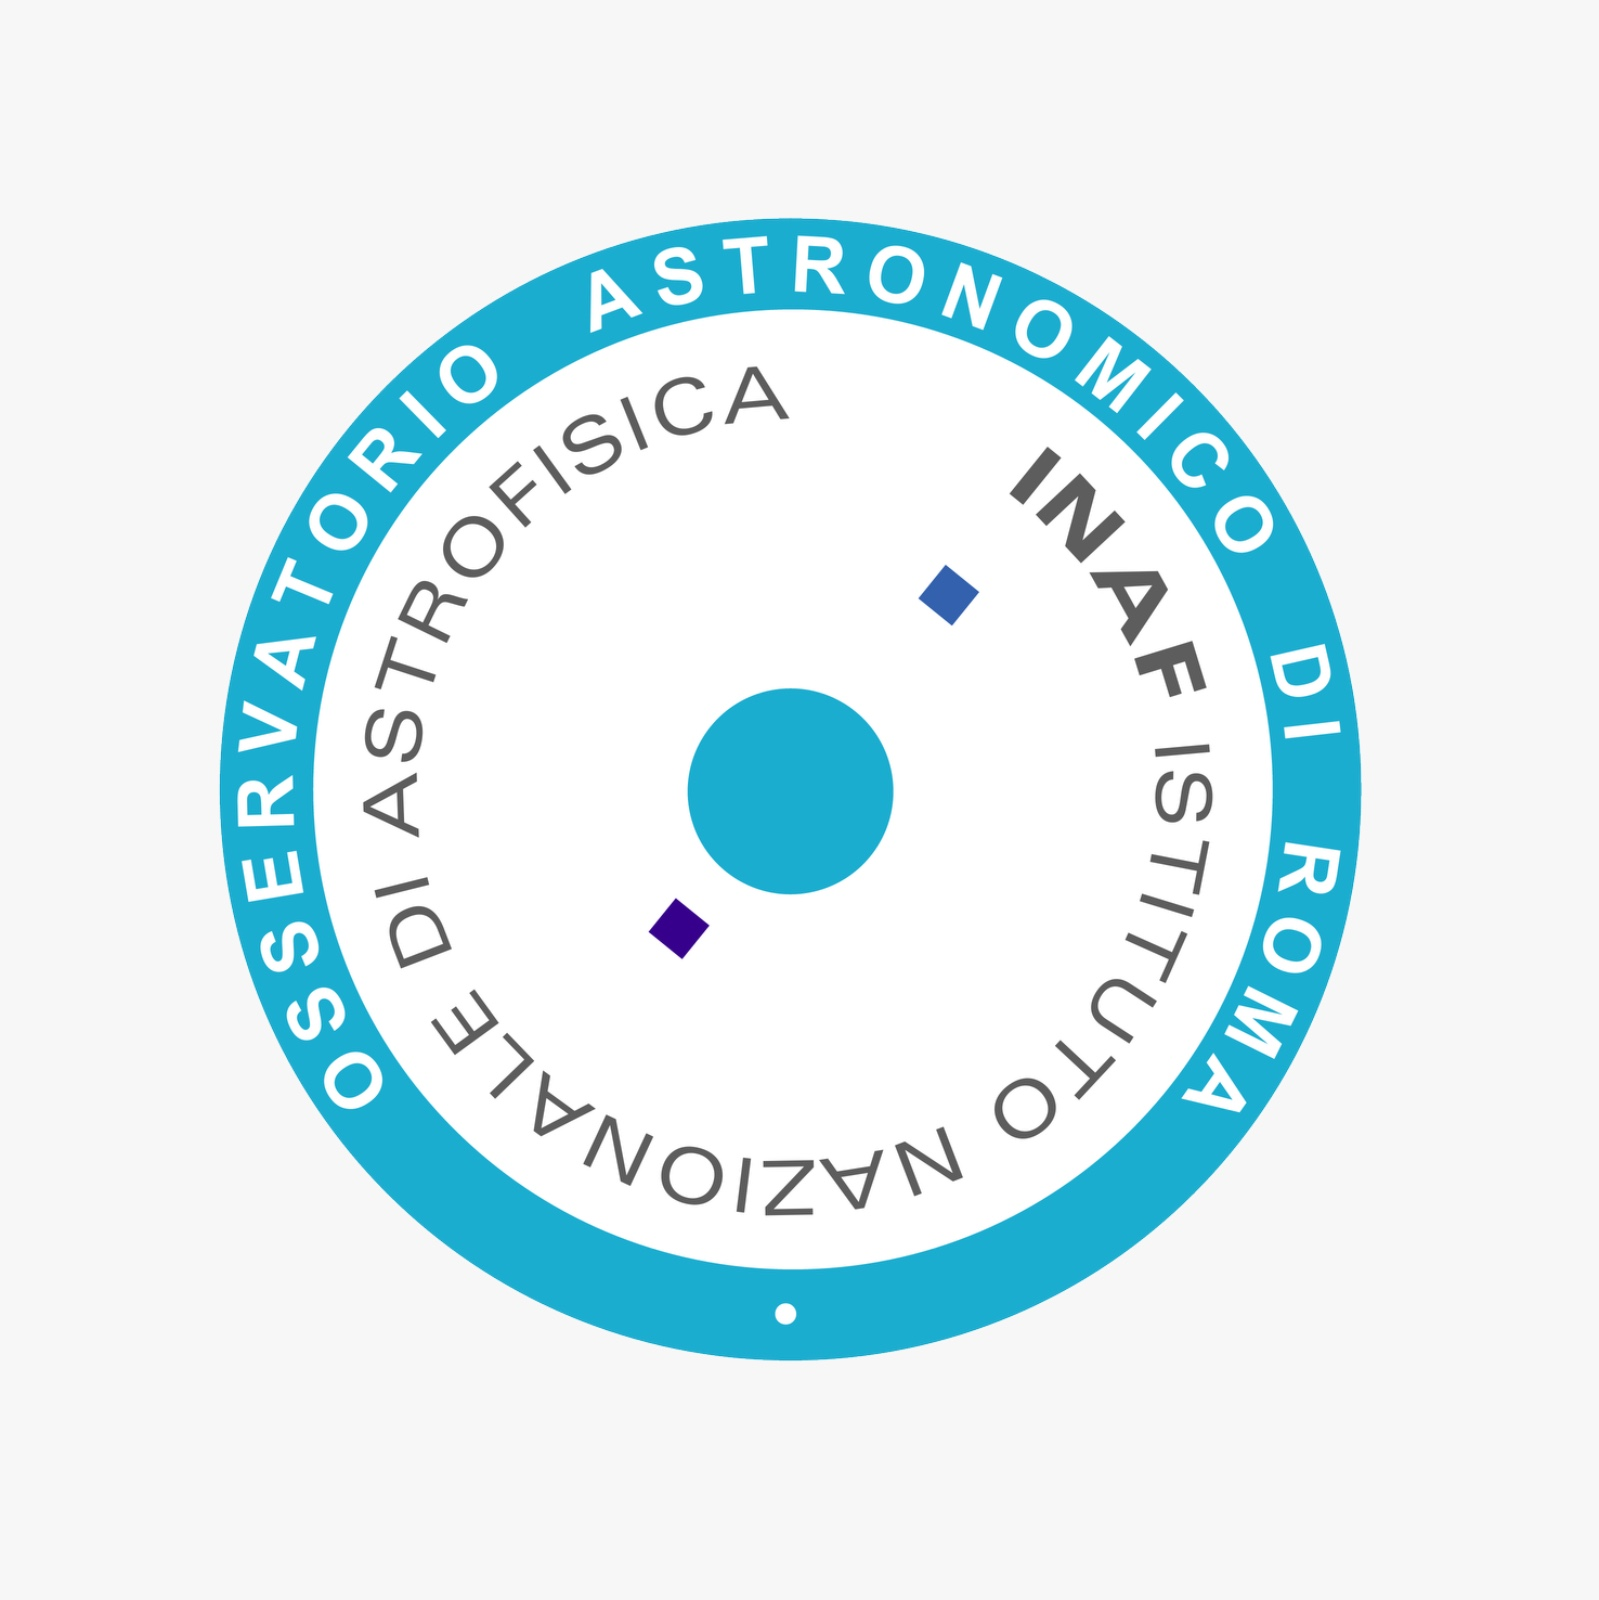 OSSERVATORIO ASTRONOMICO DI ROMA
INAF ISTITUTO NAZIONALE DI ASTROFISICA